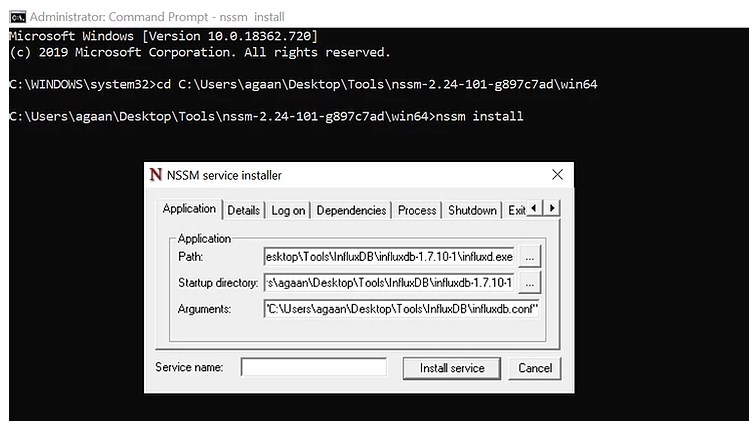 Administrator: Command Prompt - nssm  install
Microsoft Windows [Version 10.0.18362.720]
(c) 2019 Microsoft Corporation. All rights reserved.
C:\WINDOWS\system32>cd C:\Users\agaan\Desktop\Tools\nssm-2.24-101-g897c7ad\win64
C:\Users\agaan\Desktop\Tools\nssm-2.24-101-g897c7ad\win64>nssm install
NSSM service installer
Application Details Log on Dependencies Process Shutdown Exit
Application
Path: esktop\Tools\InfluxDB\influxdb-1.7.10-1\influxd.exe ...
Startup directory: s\agaan\Desktop\Tools\InfluxDB\influxdb-1.7.10-1 ...
Arguments: "C:\Users\agaan\Desktop\Tools\InfluxDB\influxdb.conf"
Service name: Install service Cancel